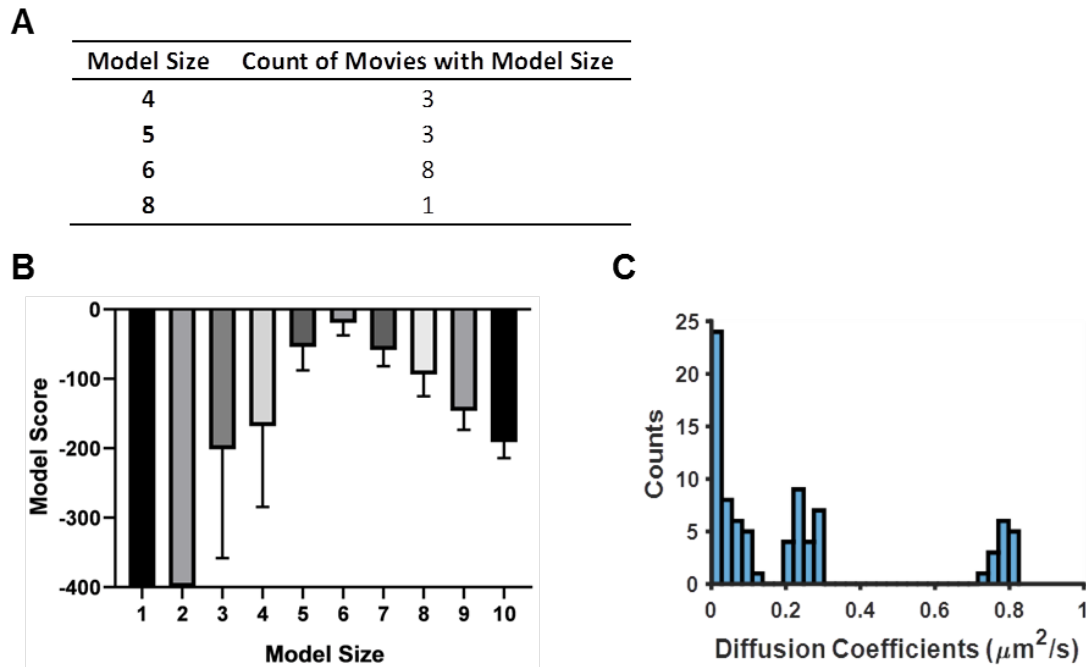 A
Model Size Count of Movies with Model Size
4 3
5 3
6 8
8 1
B
0
-100
-200
-300
-400
Model Score
1 2 3 4 5 6 7 8 9 10
Model Size
C
25
20
15
10
5
0
Counts
0 0.2 0.4 0.6 0.8 1
Diffusion Coefficients (μm²/s)